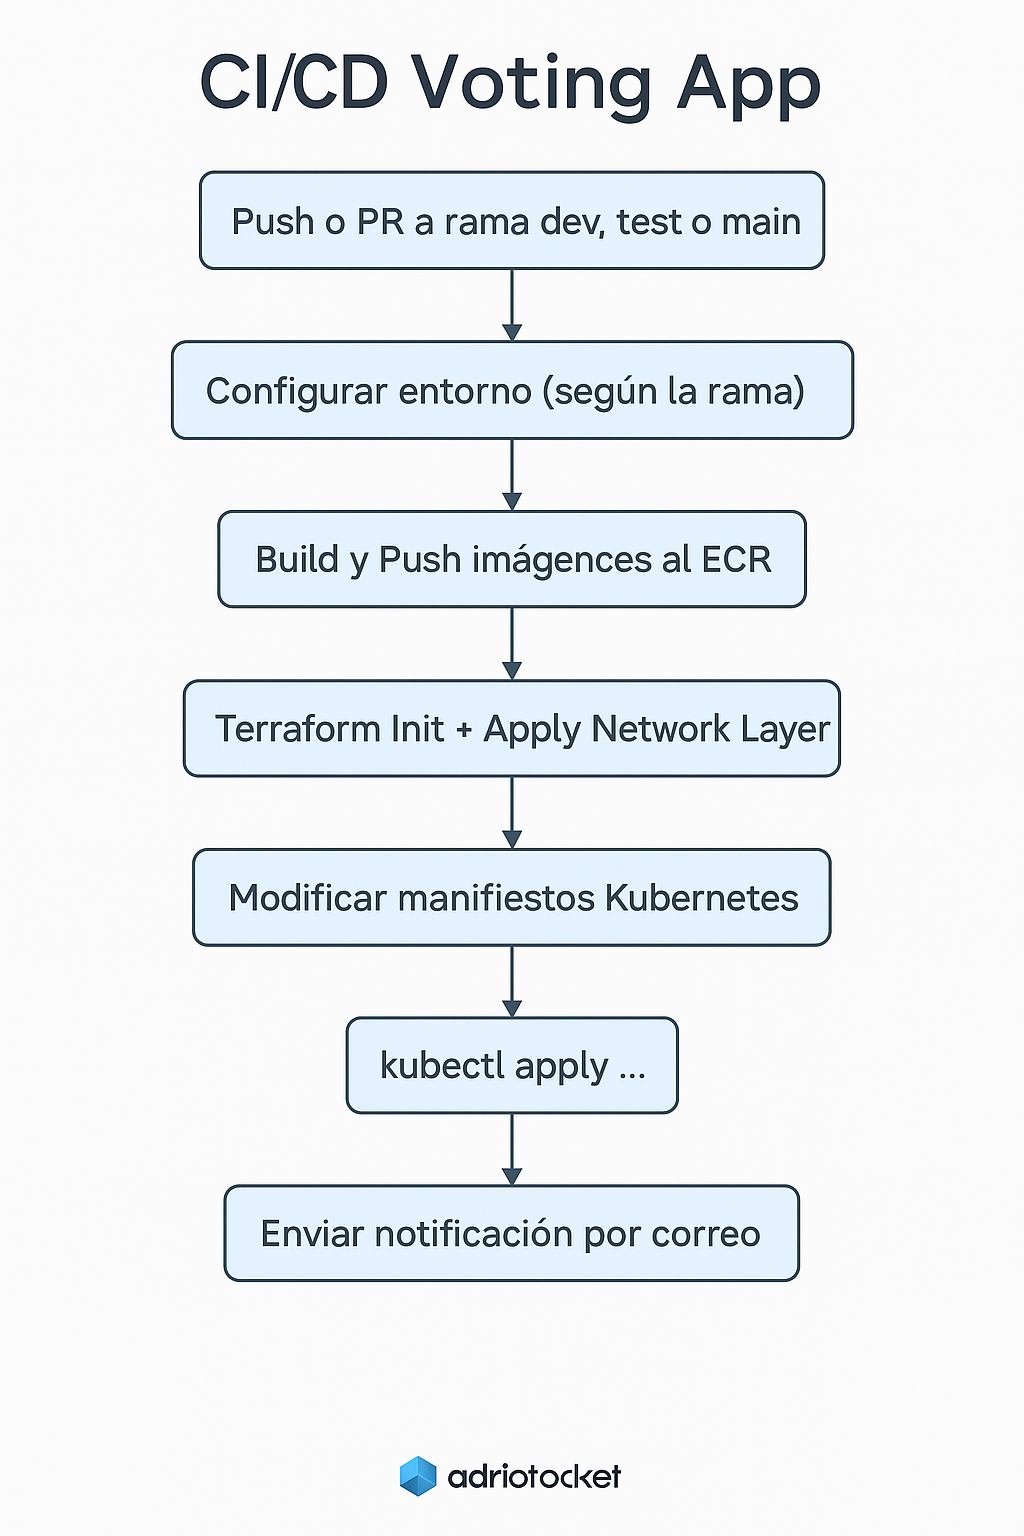 CI/CD Voting App
Push o PR a rama dev, test o main
Configurar entorno (según la rama)
Build y Push imágences al ECR
Terraform Init + Apply Network Layer
Modificar manifiestos Kubernetes
kubectl apply ...
Enviar notificación por correo
adriotocket